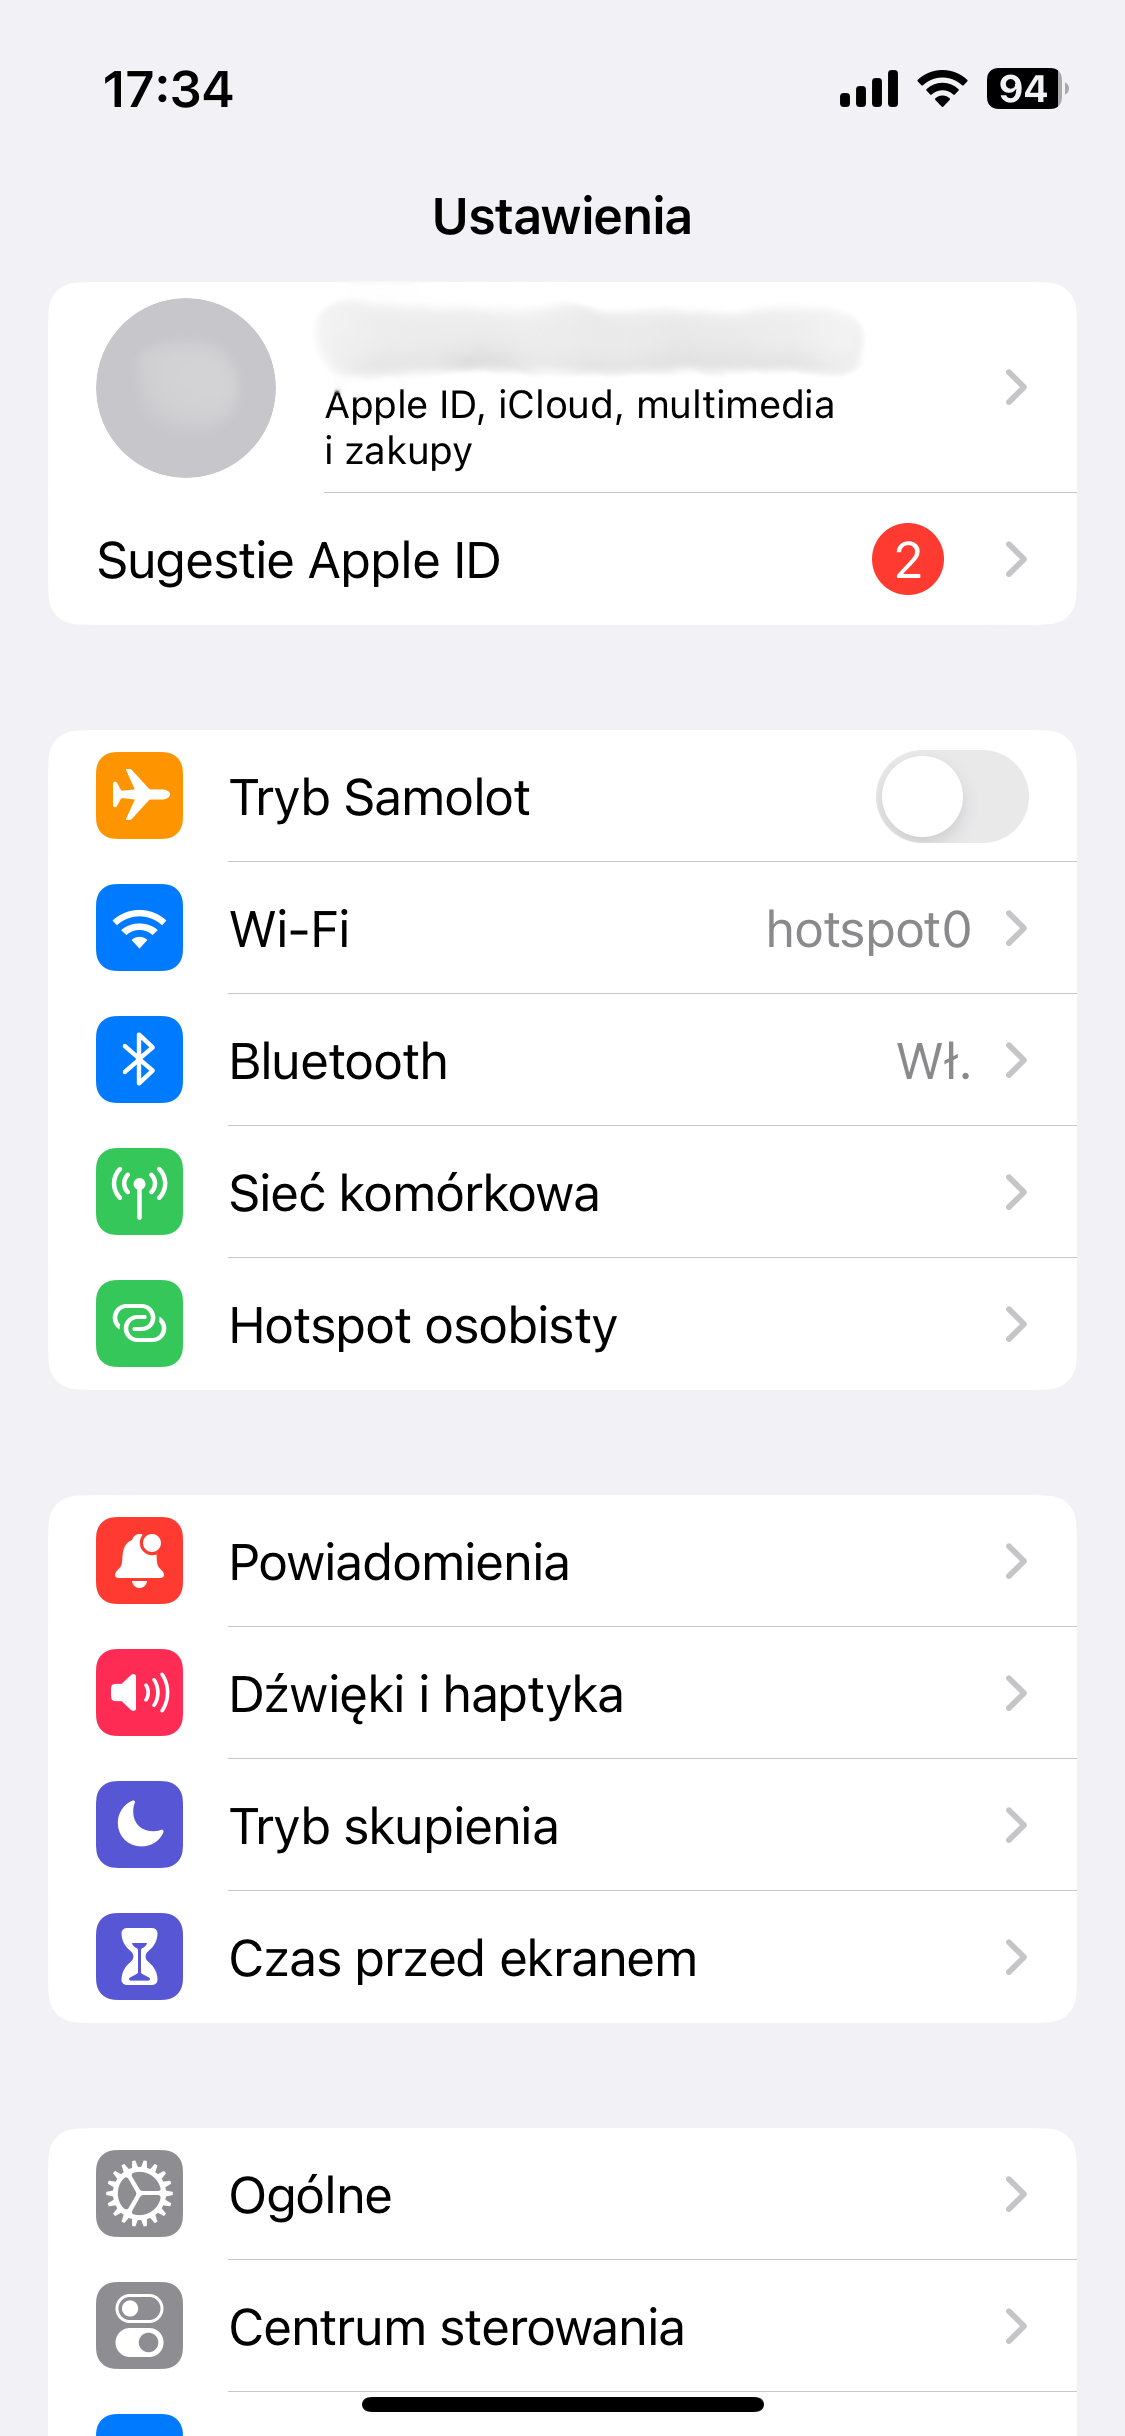 17:34
94
Ustawienia
Apple ID, iCloud, multimedia
i zakupy
Sugestie Apple ID
2
Tryb Samolot
Wi-Fi
hotspot0
Bluetooth
Wł.
Sieć komórkowa
Hotspot osobisty
Powiadomienia
Dźwięki i haptyka
Tryb skupienia
Czas przed ekranem
Ogólne
Centrum sterowania